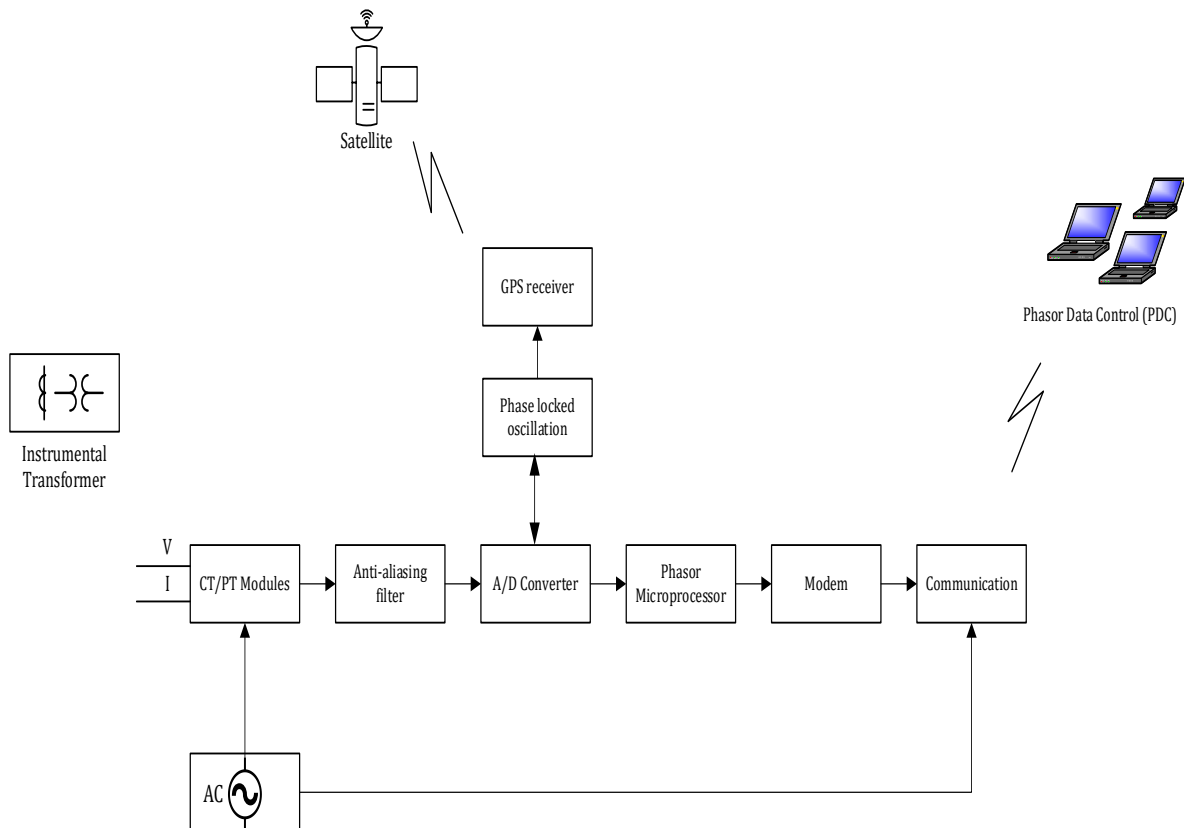 Satellite
GPS receiver
Phasor Data Control (PDC)
Phase locked
oscillation
Instrumental
Transformer
V
I
CT/PT Modules
Anti-aliasing
filter
A/D Converter
Phasor
Microprocessor
Modem
Communication
AC